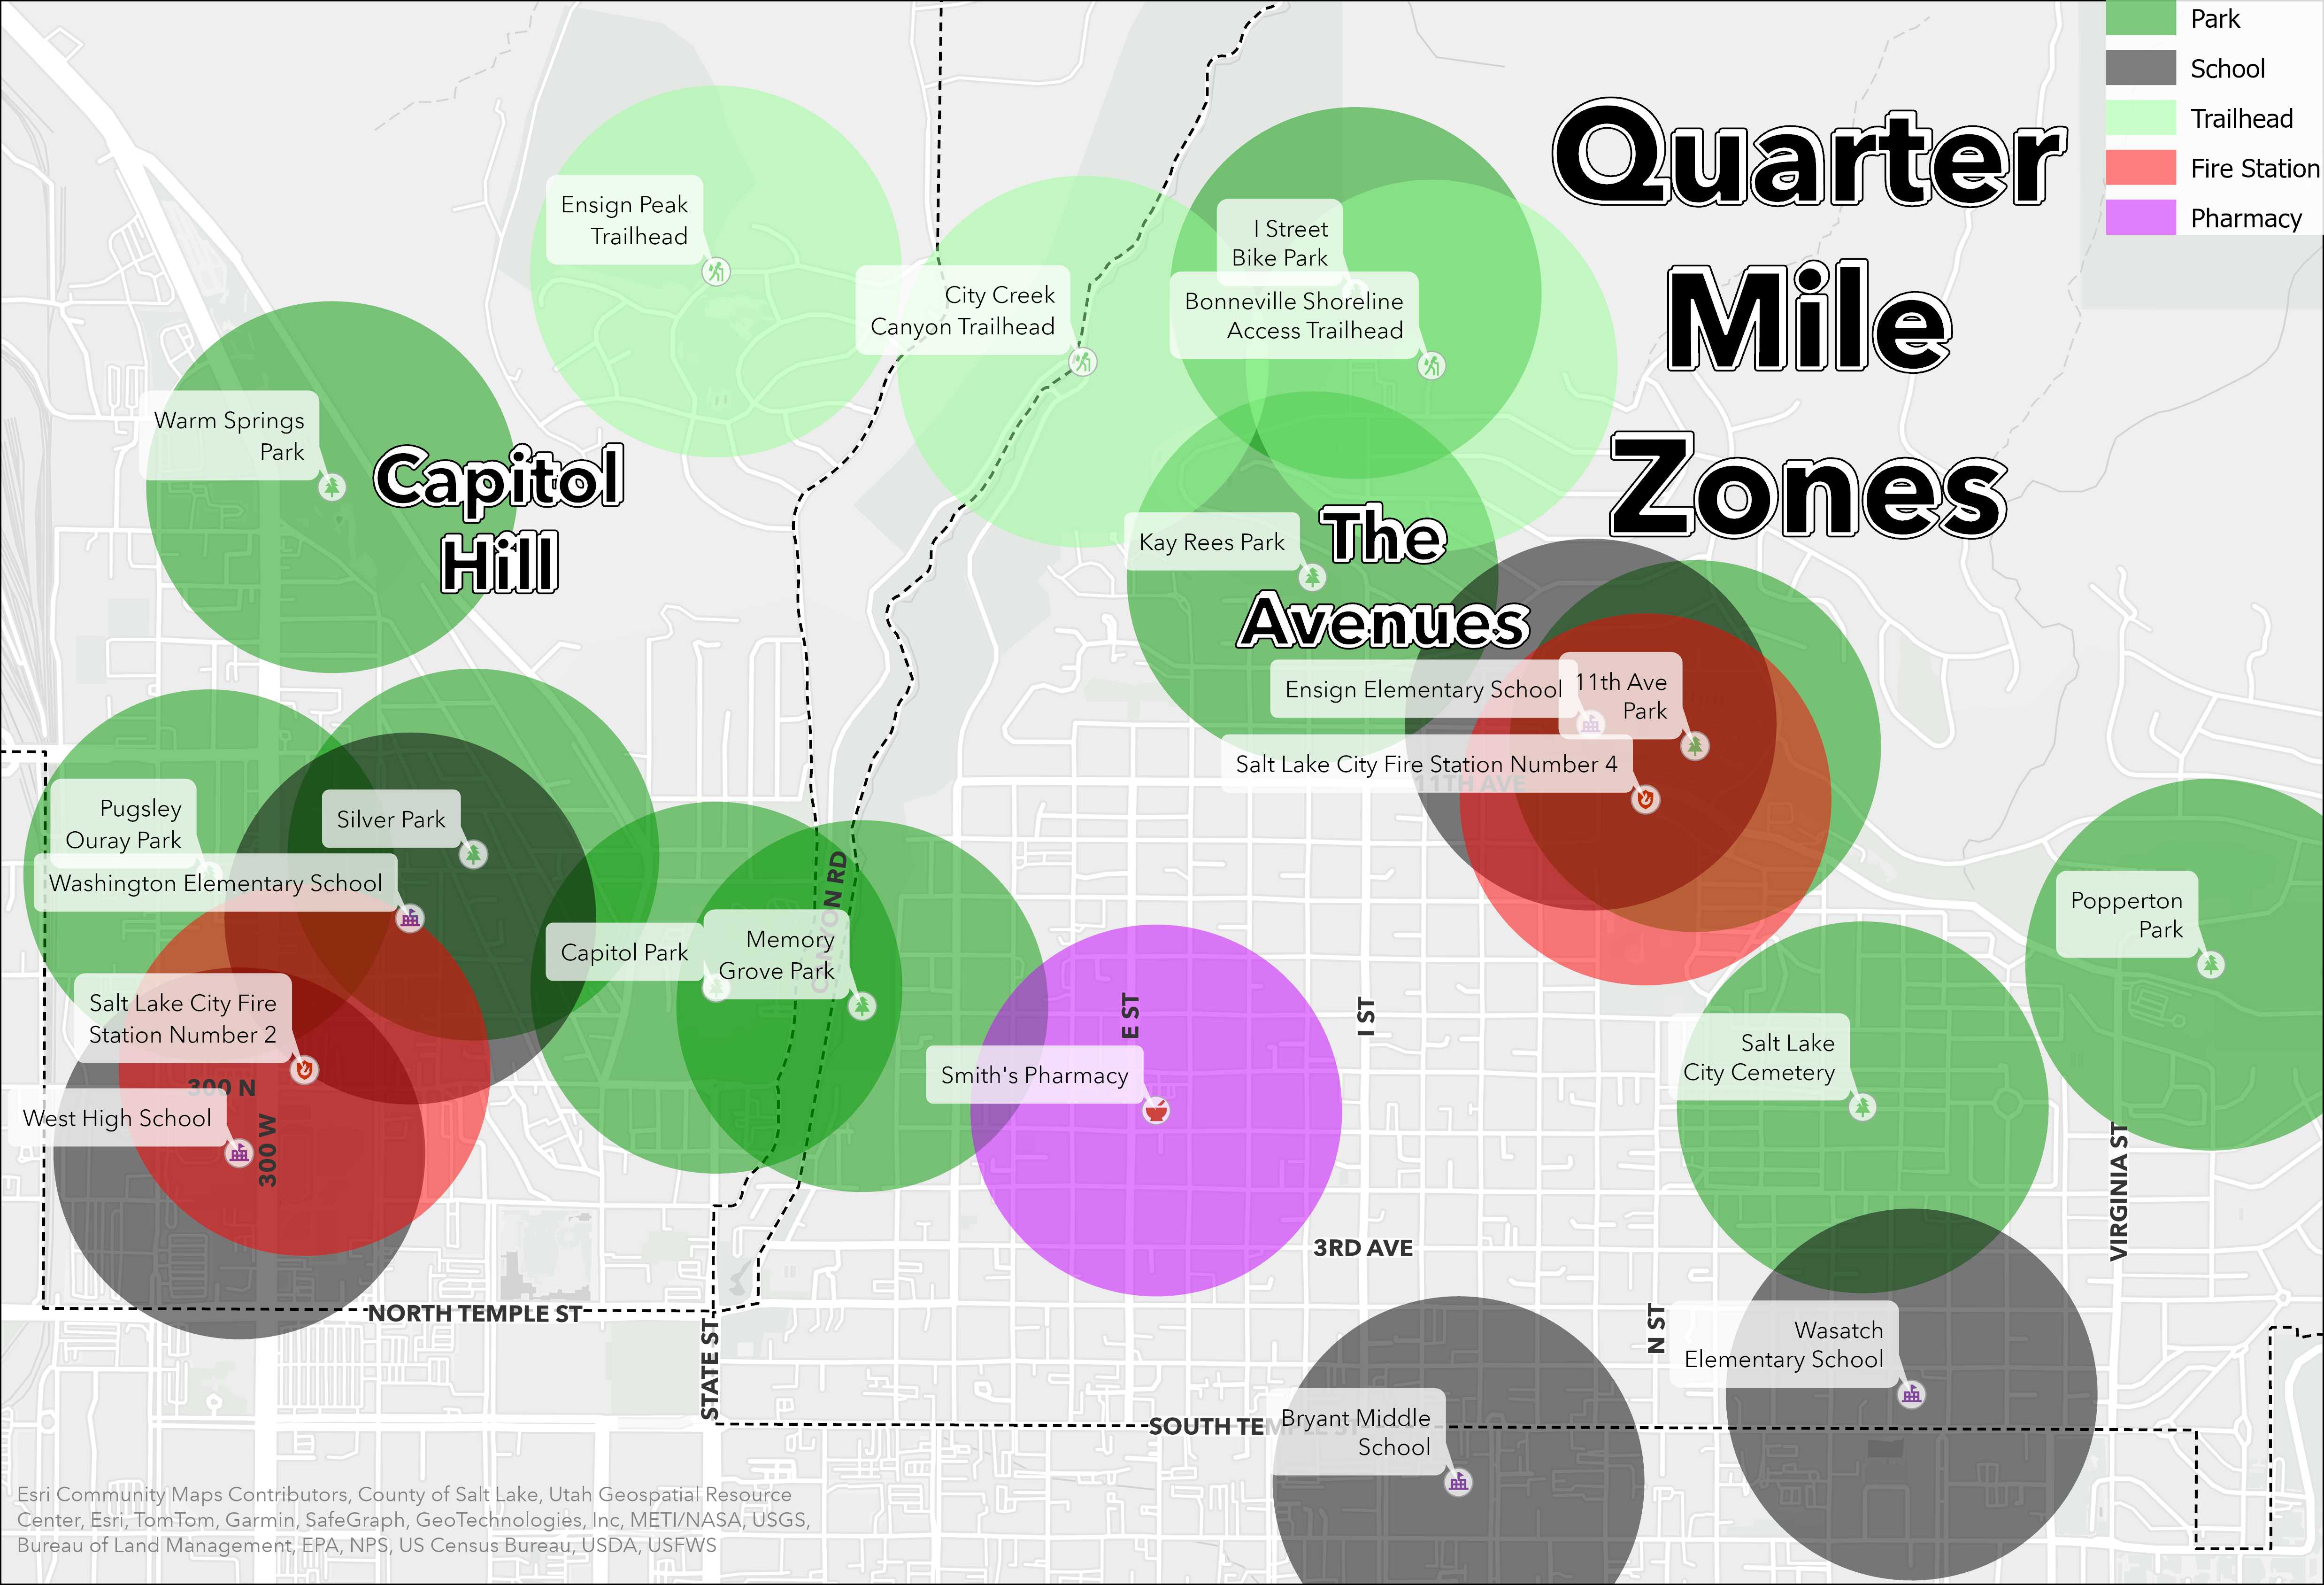 Park
School
Trailhead
Fire Station
Pharmacy
Quarter
Mile
Zones
Ensign Peak
Trailhead
I Street
Bike Park
City Creek
Canyon Trailhead
Bonneville Shoreline
Access Trailhead
Warm Springs
Park
Capitol
Hill
Kay Rees Park
The
Avenues
Ensign Elementary School
11th Ave
Park
Salt Lake City Fire Station Number 4
11TH AVE
Pugsley
Ouray Park
Silver Park
Washington Elementary School
CANYON RD
Capitol Park
Memory
Grove Park
Popperton
Park
Salt Lake City Fire
Station Number 2
300 N
West High School
300 W
E ST
I ST
Smith's Pharmacy
Salt Lake
City Cemetery
VIRGINIA ST
3RD AVE
NORTH TEMPLE ST
STATE ST
N ST
Wasatch
Elementary School
SOUTH TEMPLE ST
Bryant Middle
School
Esri Community Maps Contributors, County of Salt Lake, Utah Geospatial Resource
Center, Esri, TomTom, Garmin, SafeGraph, GeoTechnologies, Inc, METI/NASA, USGS,
Bureau of Land Management, EPA, NPS, US Census Bureau, USDA, USFWS